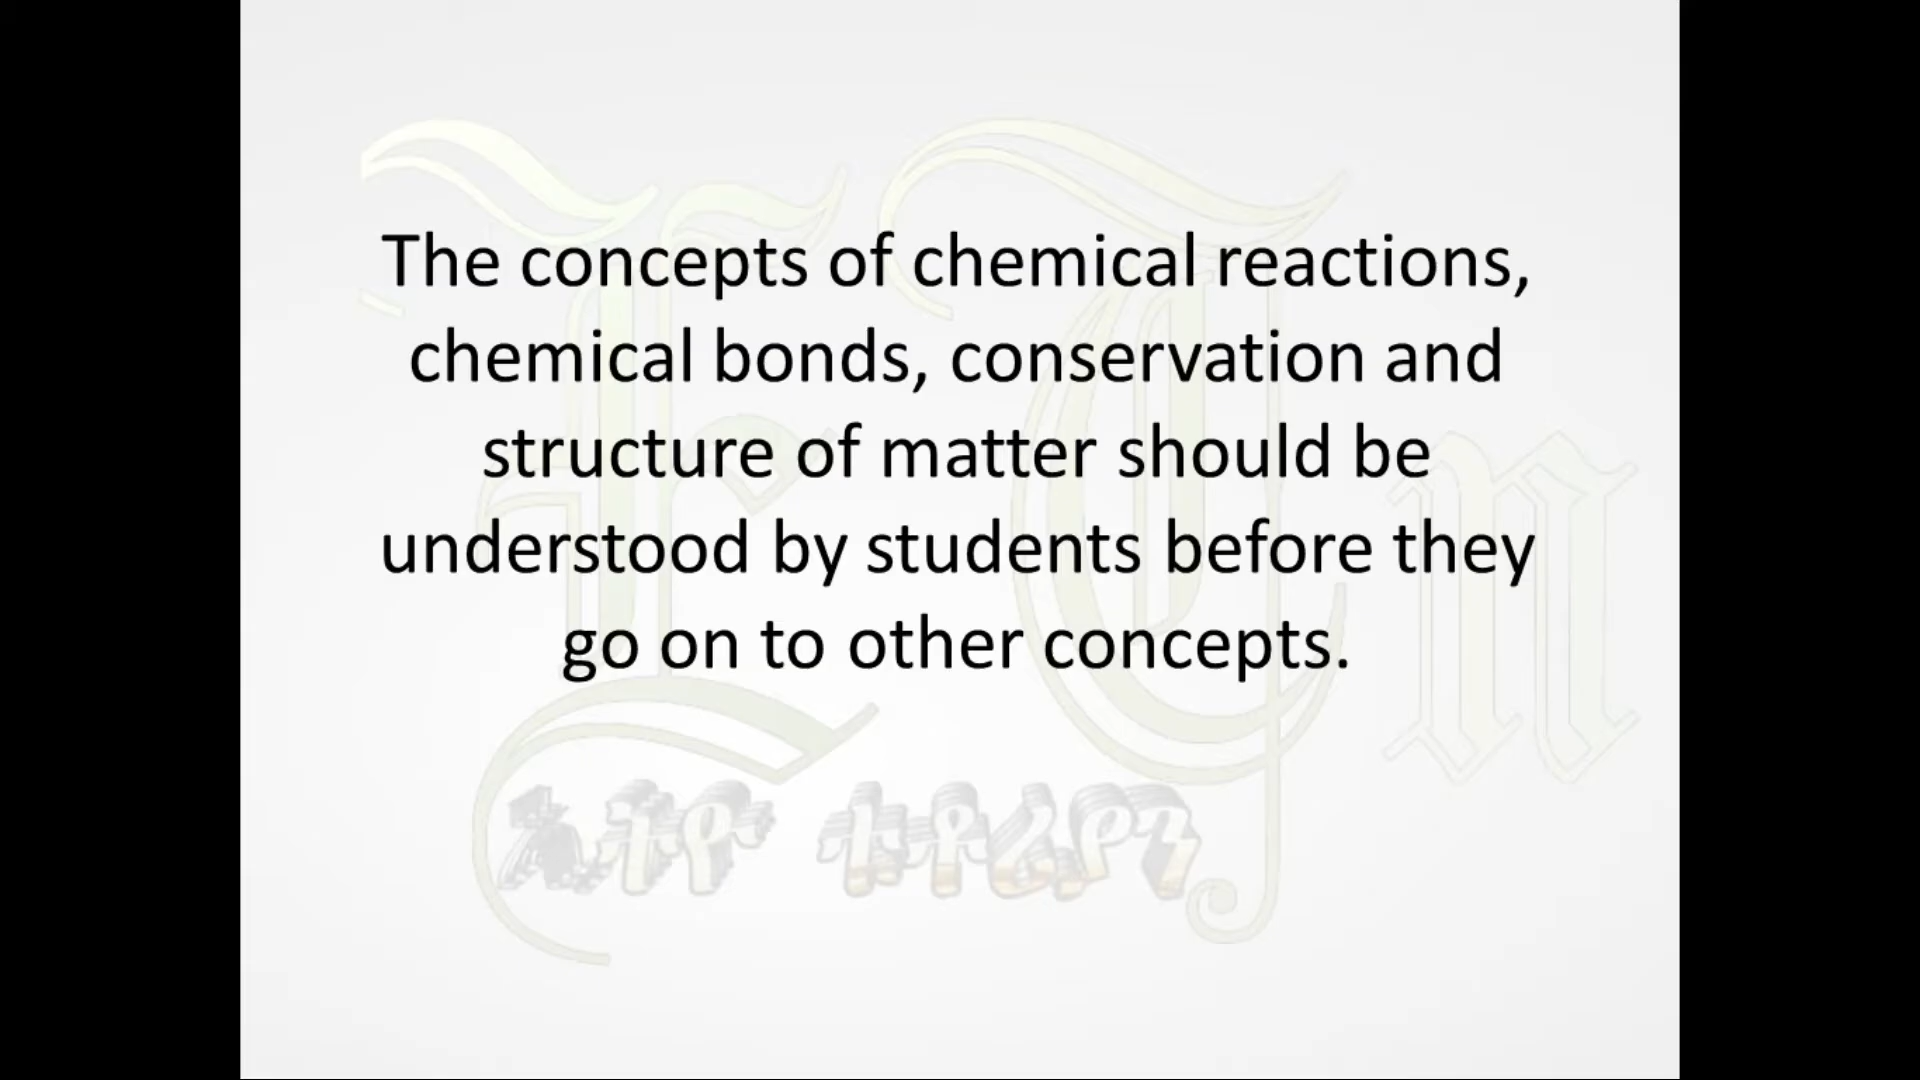 The concepts of chemical reactions,
chemical bonds, conservation and
structure of matter should be
understood by students before they
go on to other concepts.